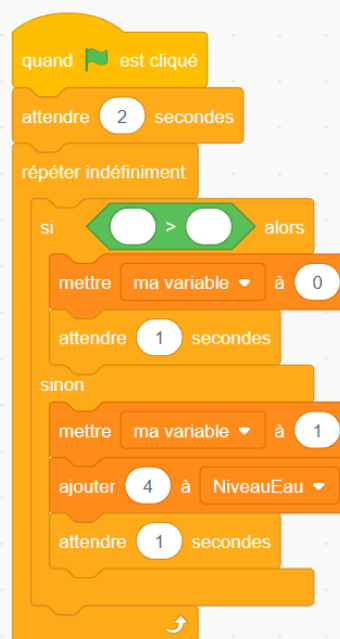 quand est cliqué
attendre 2 secondes
répéter indéfiniment
si > alors
mettre ma variable à 0
attendre 1 secondes
sinon
mettre ma variable à 1
ajouter 4 à NiveauEau
attendre 1 secondes